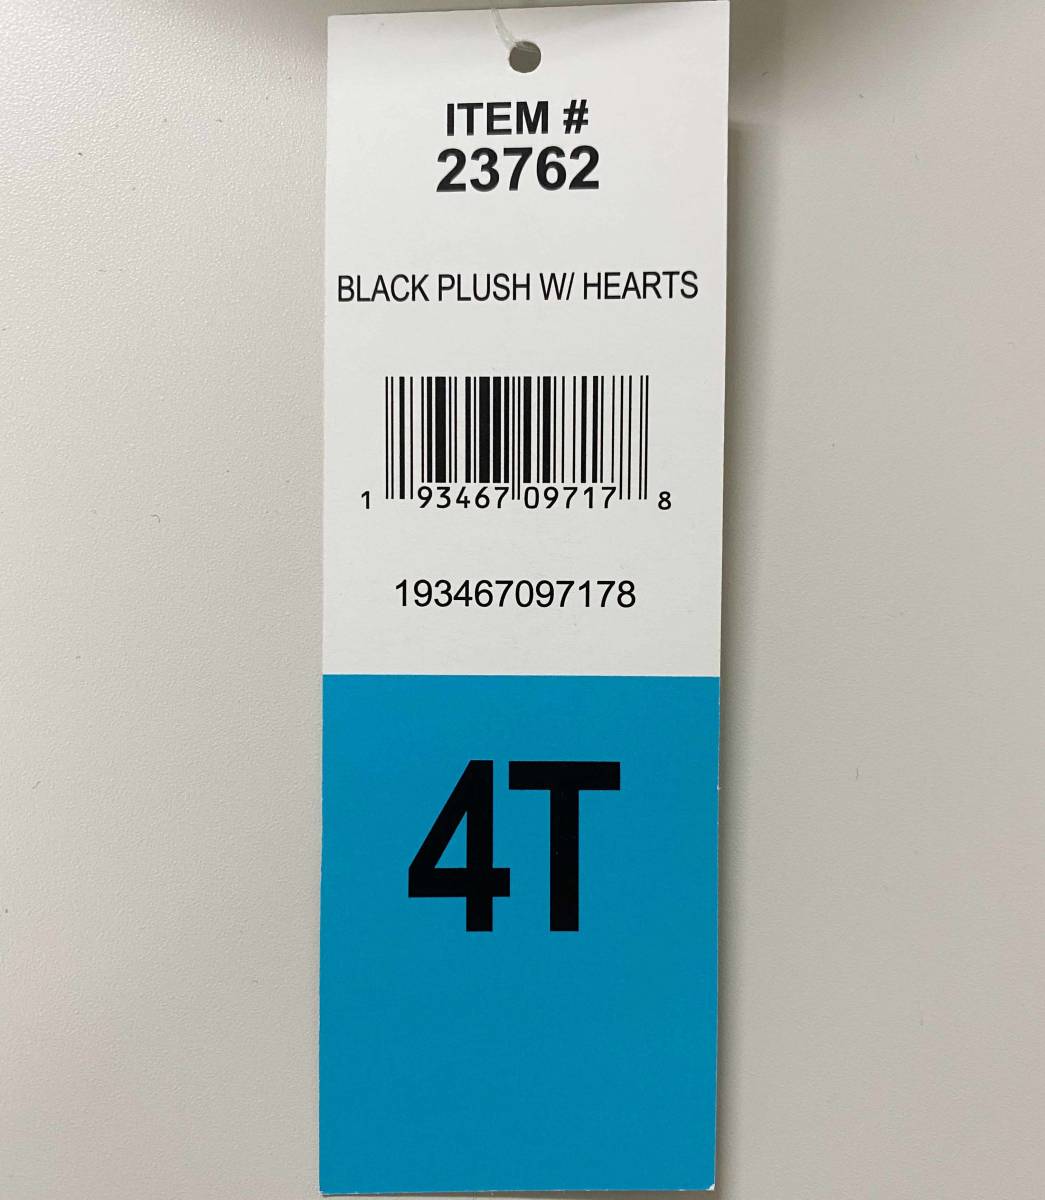 ITEM #
23762
BLACK PLUSH W/ HEARTS
1 93467 09717 8
193467097178
4T